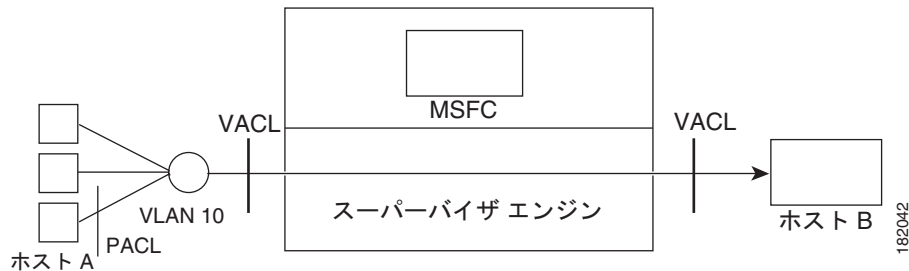 MSFC
VACL
VACL
VLAN 10
スーパーバイザ エンジン
ホスト B
PACL
ホスト A
182042